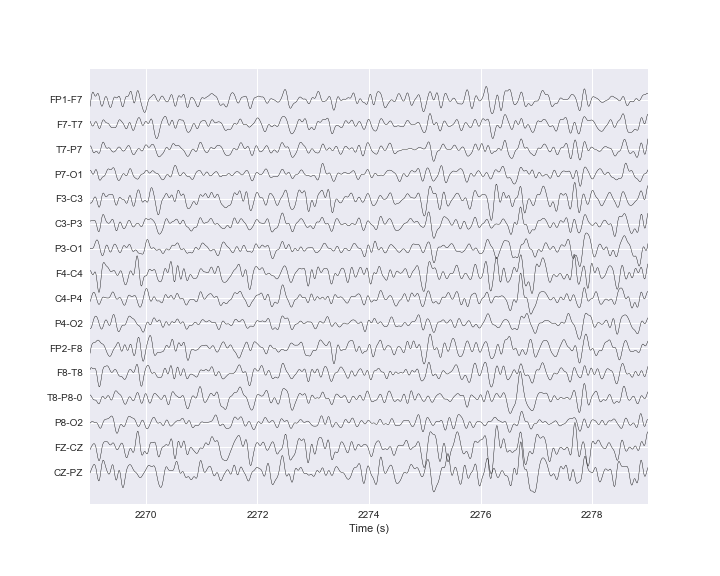 FP1-F7
F7-T7
T7-P7
P7-O1
F3-C3
C3-P3
P3-O1
F4-C4
C4-P4
P4-O2
FP2-F8
F8-T8
T8-P8-0
P8-O2
FZ-CZ
CZ-PZ
2270 2272 2274 2276 2278
Time (s)